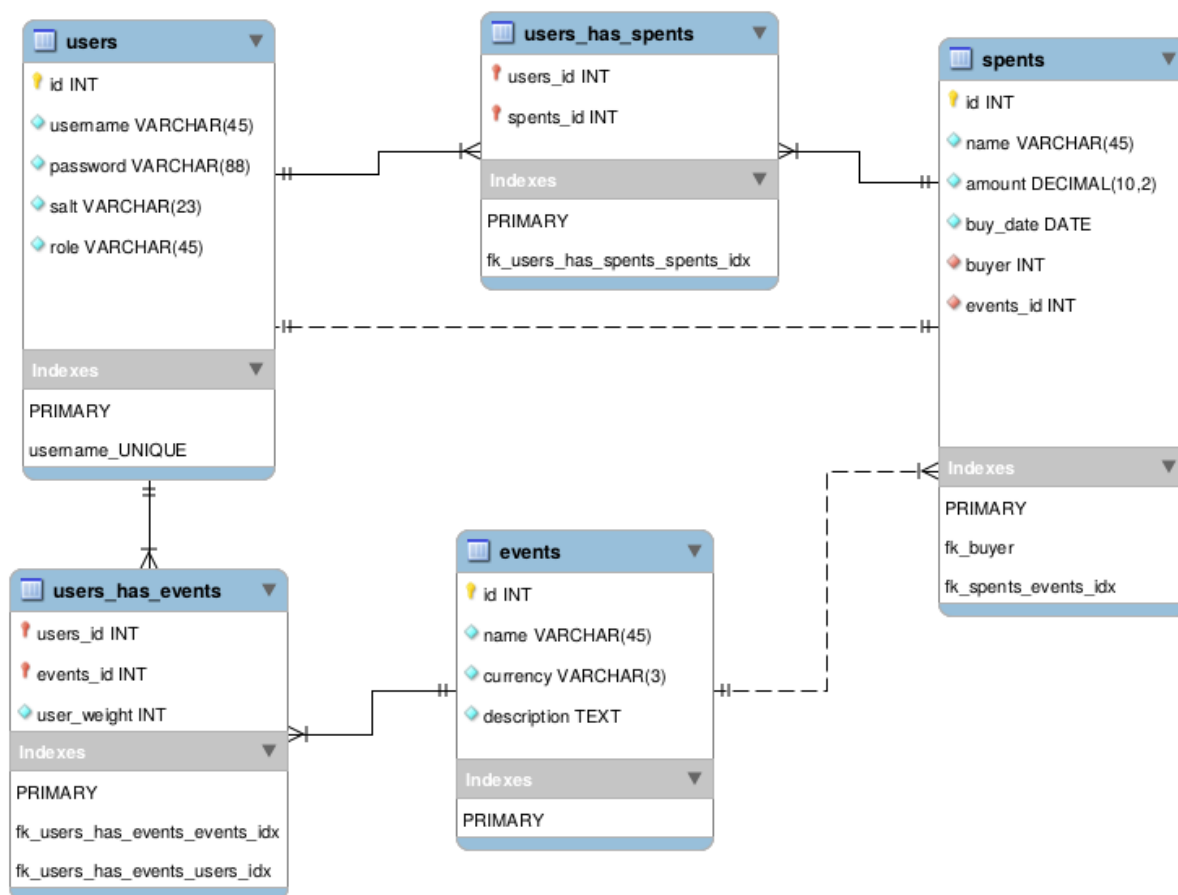 users
id INT
username VARCHAR(45)
password VARCHAR(88)
salt VARCHAR(23)
role VARCHAR(45)
Indexes
PRIMARY
username_UNIQUE
users_has_spents
users_id INT
spents_id INT
Indexes
PRIMARY
fk_users_has_spents_spents_idx
spents
id INT
name VARCHAR(45)
amount DECIMAL(10,2)
buy_date DATE
buyer INT
events_id INT
Indexes
PRIMARY
fk_buyer
fk_spents_events_idx
users_has_events
users_id INT
events_id INT
user_weight INT
Indexes
PRIMARY
fk_users_has_events_events_idx
fk_users_has_events_users_idx
events
id INT
name VARCHAR(45)
currency VARCHAR(3)
description TEXT
Indexes
PRIMARY